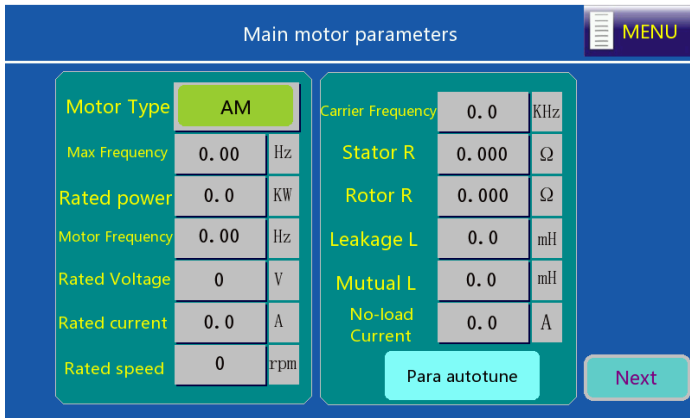 Main motor parameters
MENU
Motor Type AM
Max Frequency 0.00 Hz
Rated power 0.0 KW
Motor Frequency 0.00 Hz
Rated Voltage 0 V
Rated current 0.0 A
Rated speed 0 rpm
Carrier Frequency 0.0 KHz
Stator R 0.000 Ω
Rotor R 0.000 Ω
Leakage L 0.0 mH
Mutual L 0.0 mH
No-load
Current 0.0 A
Para autotune
Next